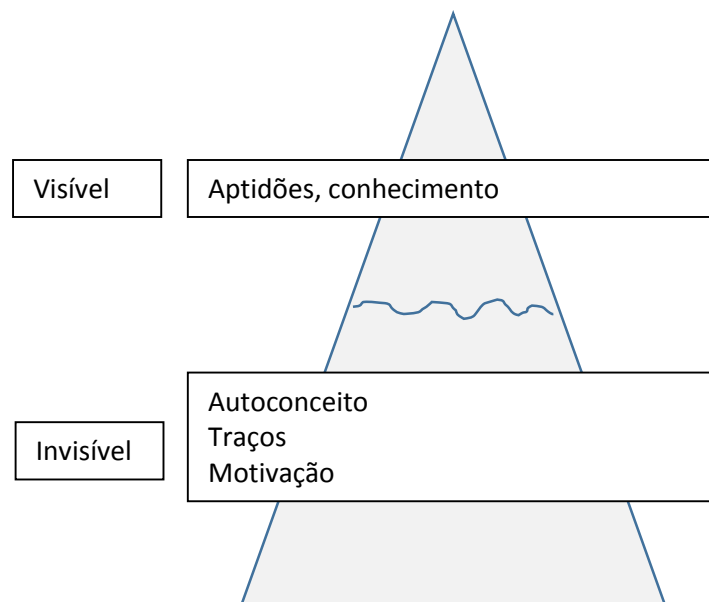 Visível
Aptidões, conhecimento
Autoconceito
Traços
Motivação
Invisível